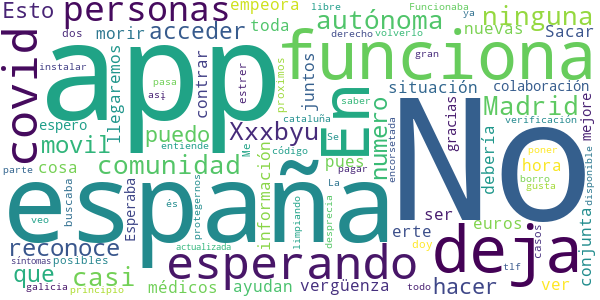 Esto personas ninguna empeora toda autónoma libre Funcionaba ya nuevas
dos morir acceder derecho volverlo gran Sacar
covid app funciona No
instalar pasa asi llegaremos contrar estrer proximos juntos situación colaboración
espero entiende saber cataluña Se gracias verificación mejore
movil puedo Xxxbyu En numero Madrid
cosa comunidad Me código pues debería hora poner
parte La pagar encorsetada gusta disponible
españa esperando deja
veo buscaba Esperaba és protegernos información limpiando desprecia ser euros casos conjunta
reconoce que casi actualizada vergüenza erte doy ver
síntomas posibles médicos ayudan hacer tlf borro
galicia principio todo